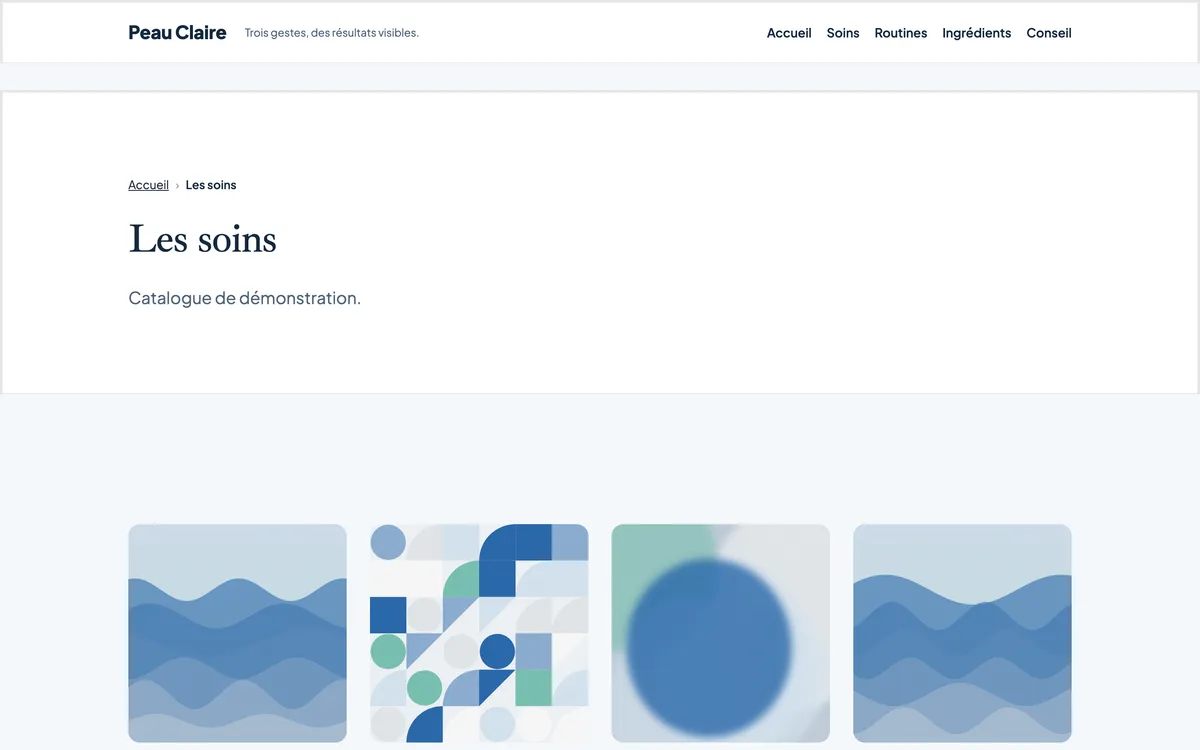 Peau Claire
Trois gestes, des résultats visibles.
Accueil Soins Routines Ingrédients Conseil
Accueil › Les soins
Les soins
Catalogue de démonstration.